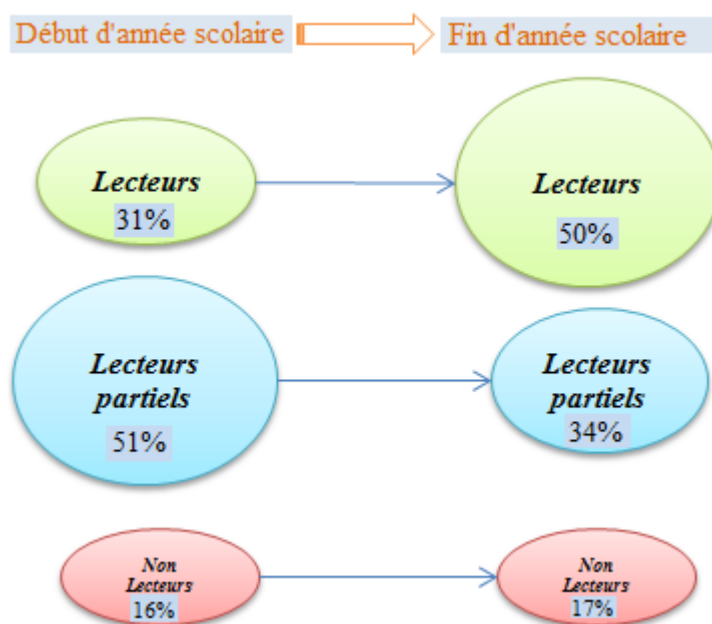 Début d'année scolaire
Fin d'année scolaire
Lecteurs
31%
Lecteurs
50%
Lecteurs
partiels
51%
Lecteurs
partiels
34%
Non
Lecteurs
16%
Non
Lecteurs
17%